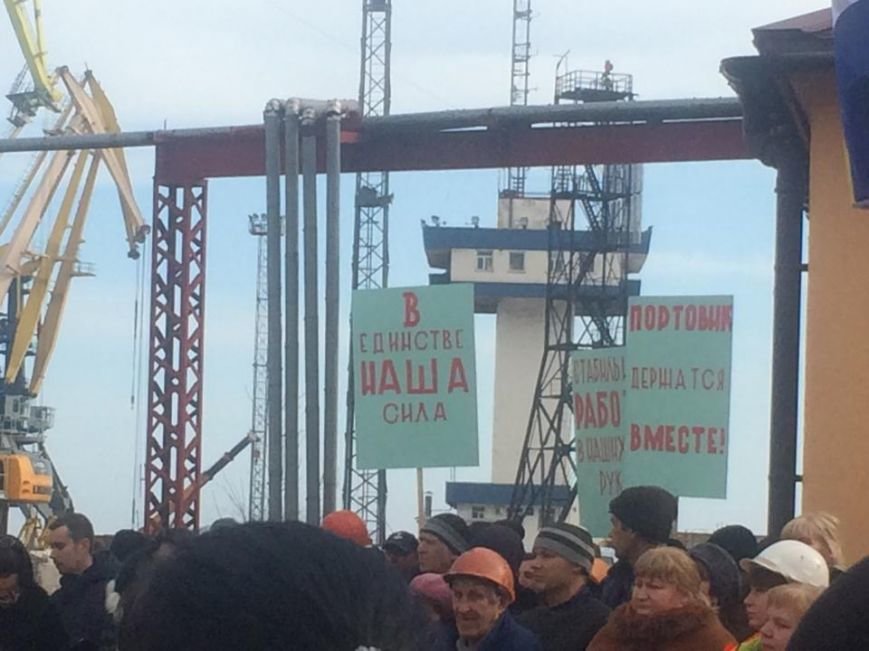 В
ЕДИНСТВЕ
НАША
СИЛА
СТАБИЛЬ
РАБО
В НАШИХ
РУК
ПОРТОВИК
ДЕРЖАТСЯ
ВМЕСТЕ!